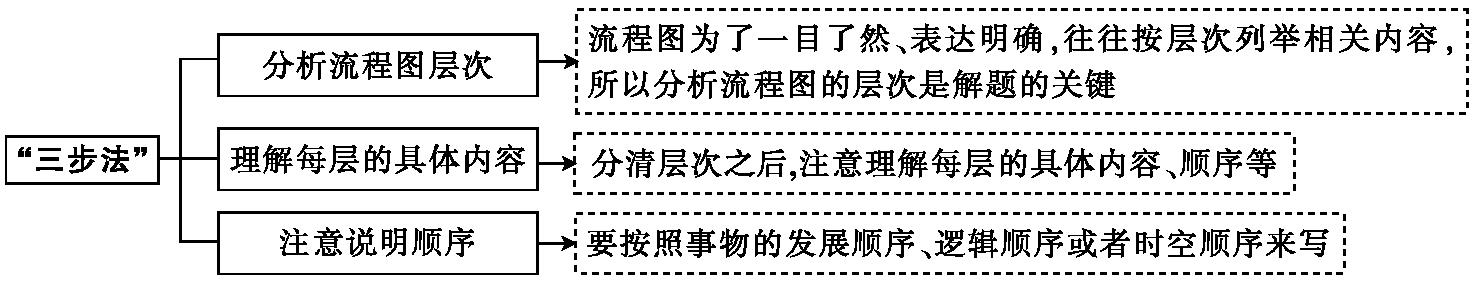 “三步法”
分析流程图层次
流程图为了一目了然、表达明确,往往按层次列举相关内容,
所以分析流程图的层次是解题的关键
理解每层的具体内容
分清层次之后,注意理解每层的具体内容、顺序等
注意说明顺序
要按照事物的发展顺序、逻辑顺序或者时空顺序来写